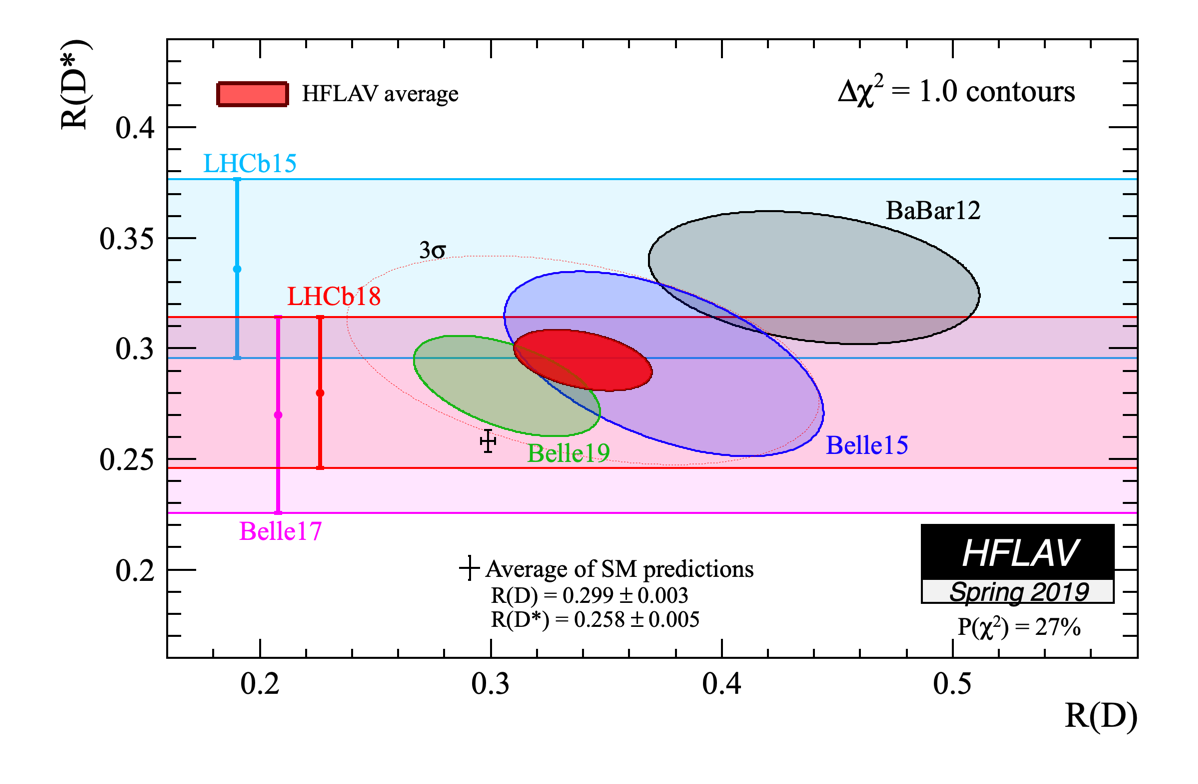 R(D*)
HFLAV average
Δχ² = 1.0 contours
0.4
LHCb15
BaBar12
0.35
3σ
LHCb18
0.3
Belle19
Belle15
0.25
Belle17
HFLAV
Average of SM predictions
0.2
R(D) = 0.299 ± 0.003
Spring 2019
R(D*) = 0.258 ± 0.005
P(χ²) = 27%
0.2 0.3 0.4 0.5
R(D)